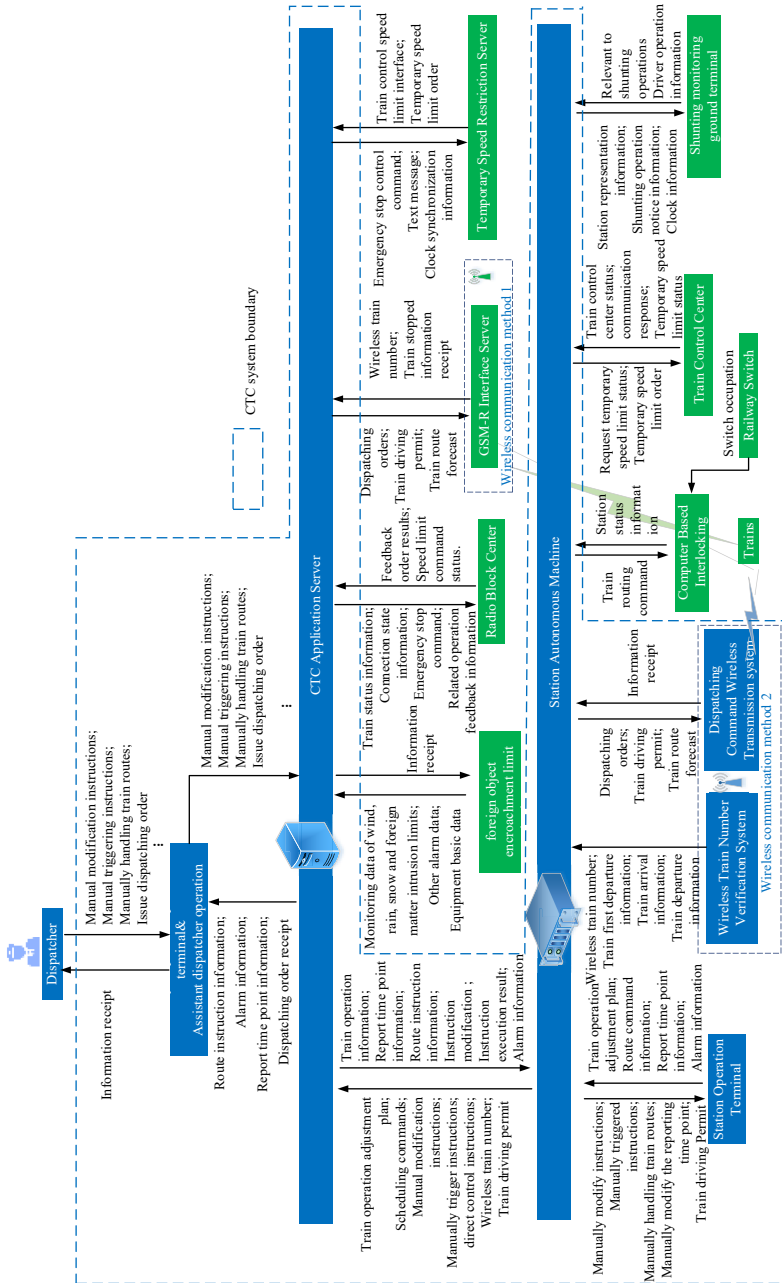 Dispatcher
Information receipt
Manual modification instructions;
Manual triggering instructions;
Manually handling train routes;
Issue dispatching order
...
terminal&
Assistant dispatcher operation
Route instruction information;
Alarm information;
Report time point information;
Dispatching order receipt
Manual modification instructions;
Manual triggering instructions;
Manually handling train routes;
Issue dispatching order
...
CTC system boundary
CTC Application Server
Train operation adjustment
plan;
Scheduling commands;
Manual modification
instructions;
Manually trigger instructions;
direct control instructions;
Wireless train number;
Train driving permit
Train operation
information;
Report time point
information;
Route instruction
information;
Instruction
modification ;
Instruction
execution result;
Alarm information
Monitoring data of wind,
rain, snow and foreign
matter intrusion limits;
Other alarm data;
Equipment basic data
Information
receipt
foreign object
encroachment limit
Train status information;
Connection state
information;
Emergency stop
command;
Related operation
feedback information
Feedback
order results;
Speed limit
command status.
Radio Block Center
Dispatching
orders;
Train driving
permit;
Train route
forecast
Wireless train
number;
Train stopped
information
receipt
GSM-R Interface Server
Wireless communication method 1
Emergency stop control
command;
Text message;
Clock synchronization
information
Train control speed
limit interface;
Temporary speed
limit order
Temporary Speed Restriction Server
Station Autonomous Machine
Manually modify instructions;
Manually triggered
instructions;
Manually handling train routes;
Manually modify the reporting
time point;
Train driving Permit
Train operation
adjustment plan;
Route command
information;
Report time point
information;
Alarm information
Station Operation
Terminal
Wireless train number;
Train first departure
information;
Train arrival
information;
Train departure
information
Wireless Train Number
Verification System
Dispatching
orders;
Train driving
permit;
Train route
forecast
Information
receipt
Dispatching
Command Wireless
Transmission system
Wireless communication method 2
Train
routing
command
Station
status
informat
ion
Computer Based
Interlocking
Trains
Switch occupation
Railway Switch
Request temporary
speed limit status;
Temporary speed
limit order
Train control
center status;
communication
response;
Temporary speed
limit status
Train Control Center
Station representation
information;
Shunting operation
notice information;
Clock information
Relevant to
shunting
operations
Driver operation
information
Shunting monitoring
ground terminal